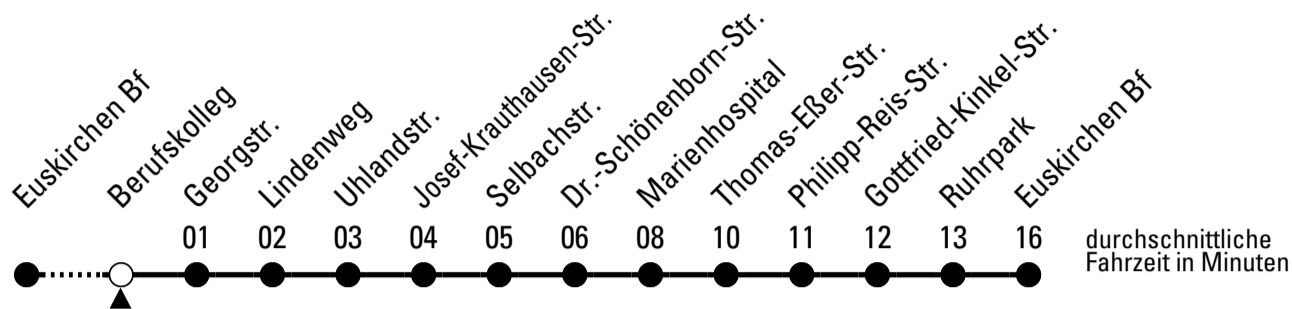 Euskirchen Bf
Berufskolleg
Georgstr.
Lindenweg
Uhlandstr.
Josef-Krauthausen-Str.
Selbachstr.
Dr.-Schönenborn-Str.
Marienhospital
Thomas-Eßer-Str.
Philipp-Reis-Str.
Gottfried-Kinkel-Str.
Ruhrpark
Euskirchen Bf
01 02 03 04 05 06 08 10 11 12 13 16
durchschnittliche
Fahrzeit in Minuten